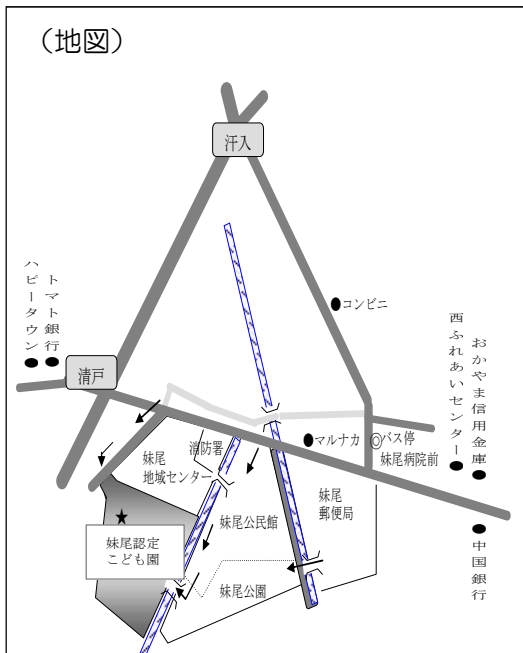 (地図)
汗入
コンビニ
ハピータウン
トマト銀行
清戸
西ふれあいセンター
おかやま信用金庫
マルナカ
バス停
妹尾病院前
消防署
妹尾
地域センター
妹尾
郵便局
妹尾公民館
妹尾認定
こども園
妹尾公園
中国銀行